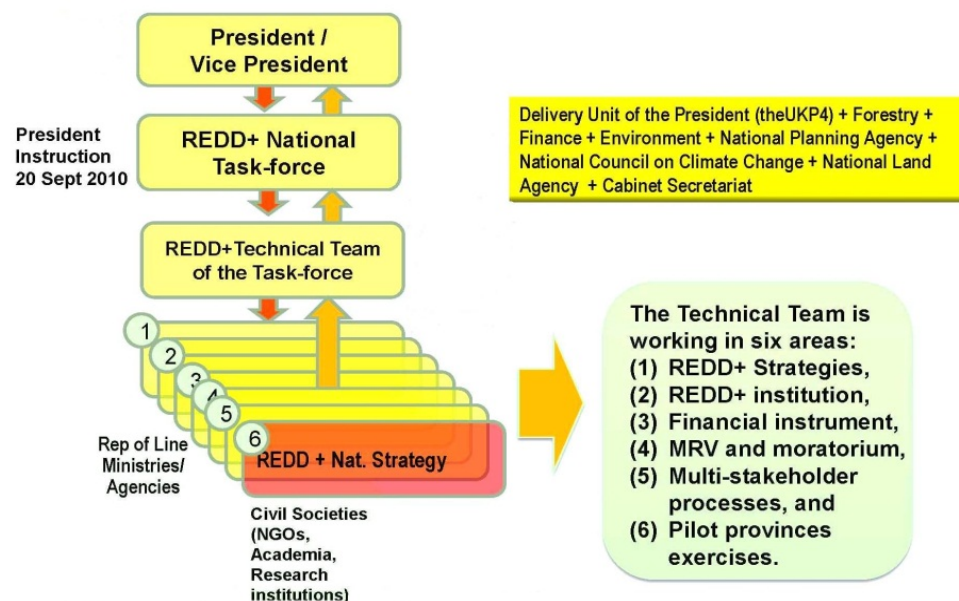 President /
Vice President
President
Instruction
20 Sept 2010
REDD+ National
Task-force
Delivery Unit of the President (theUKP4) + Forestry +
Finance + Environment + National Planning Agency +
National Council on Climate Change + National Land
Agency + Cabinet Secretariat
REDD+Technical Team
of the Task-force
1
2
3
4
5
6
REDD + Nat. Strategy
Rep of Line
Ministries/
Agencies
Civil Societies
(NGOs,
Academia,
Research
institutions)
The Technical Team is
working in six areas:
(1) REDD+ Strategies,
(2) REDD+ institution,
(3) Financial instrument,
(4) MRV and moratorium,
(5) Multi-stakeholder
processes, and
(6) Pilot provinces
exercises.